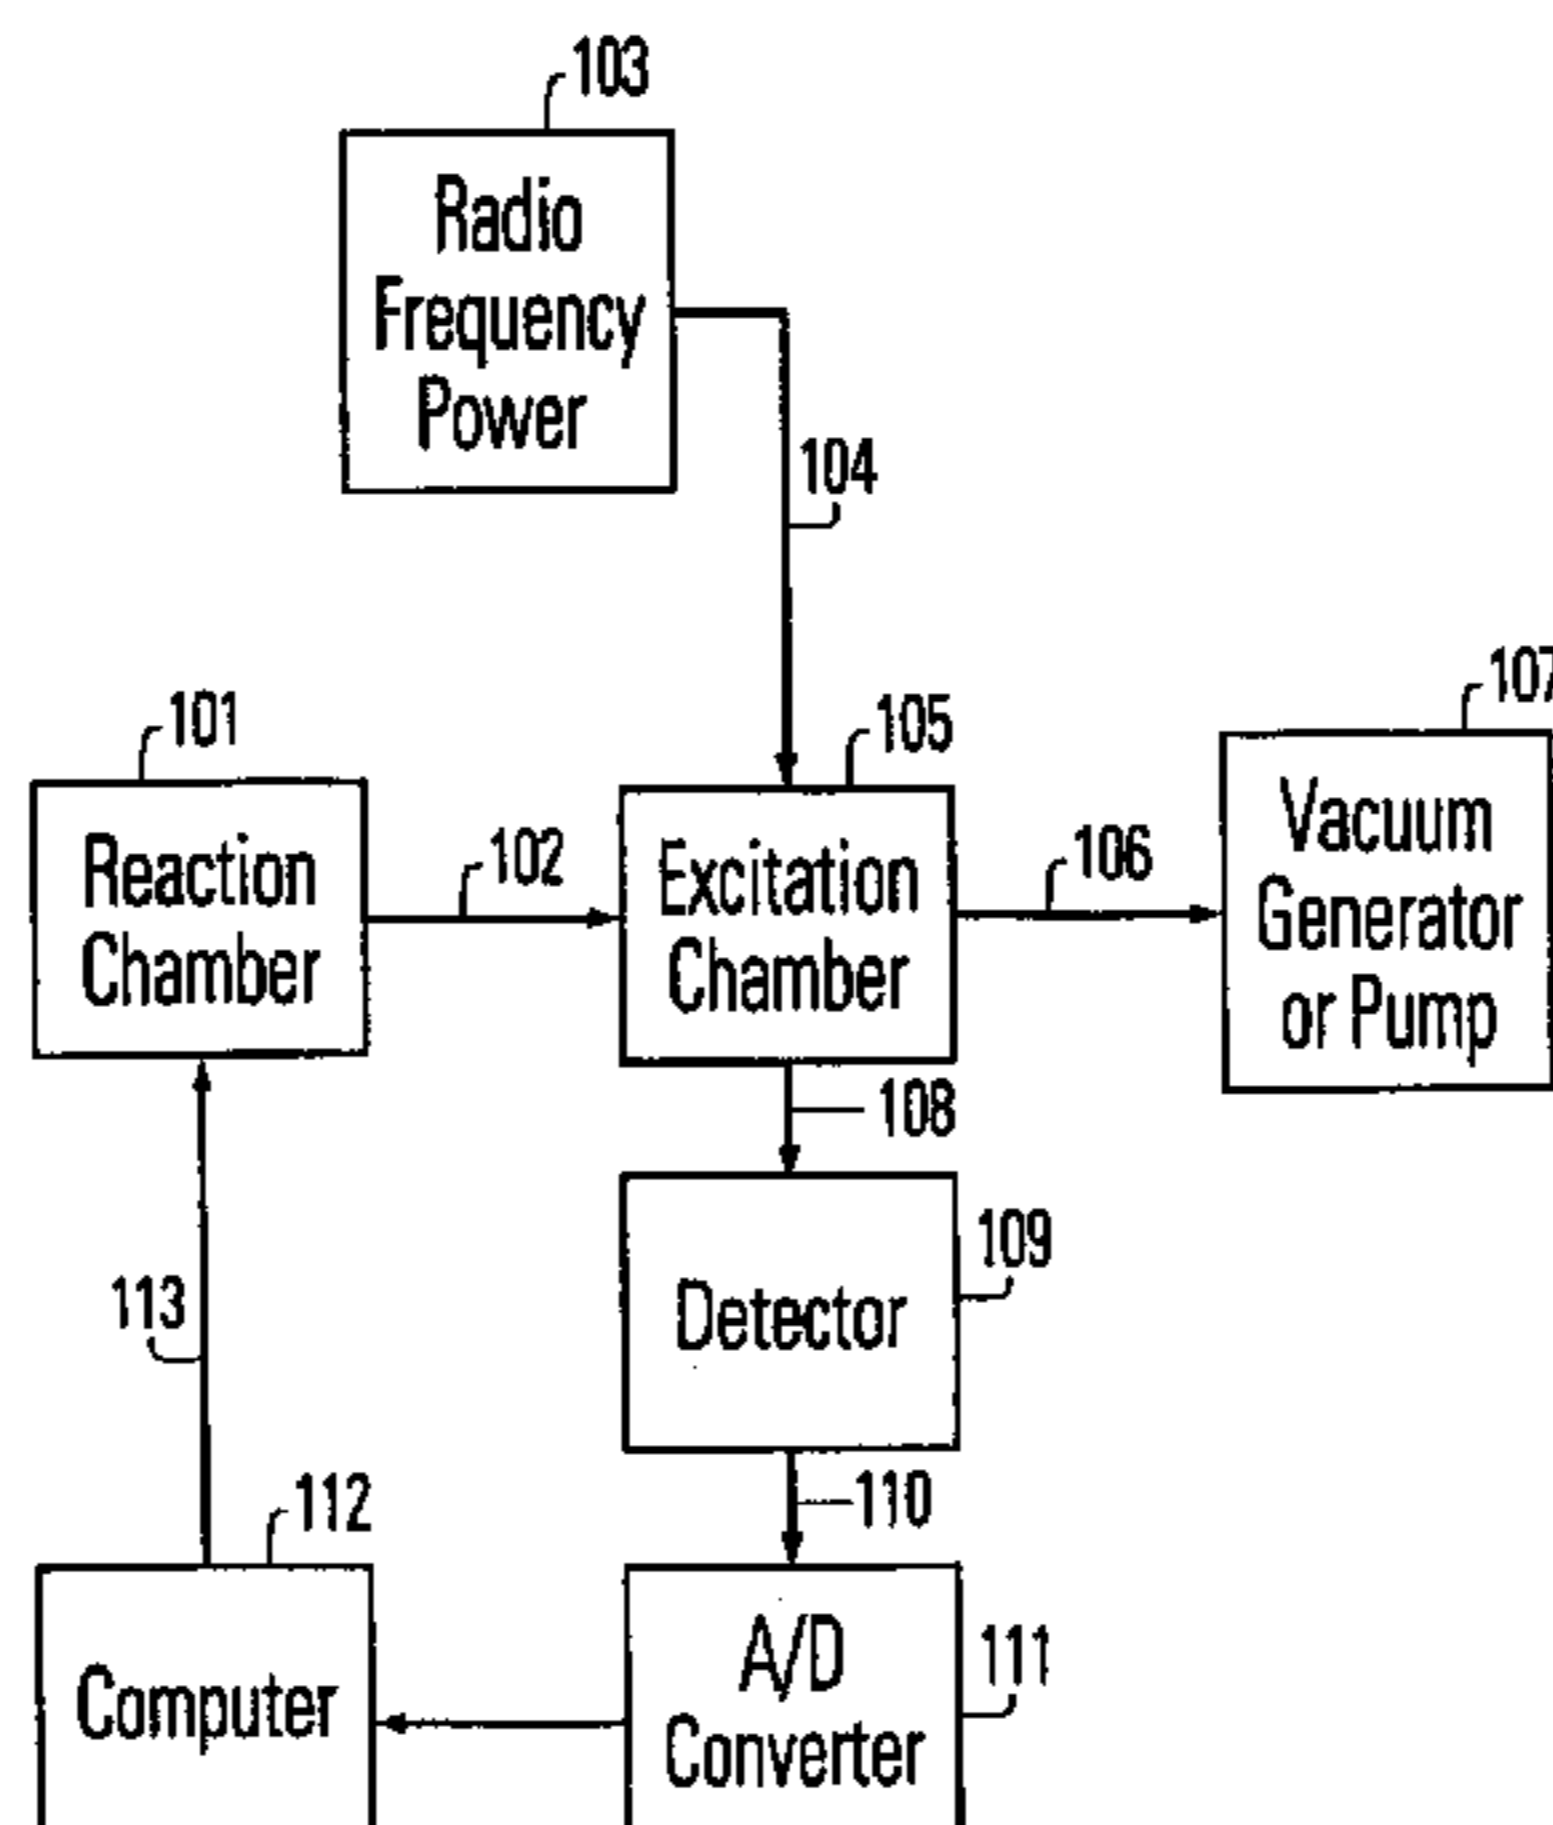 103
Radio
Frequency
Power
104
101
Reaction
Chamber
102
105
Excitation
Chamber
106
107
Vacuum
Generator
or Pump
108
109
Detector
113
110
112
Computer
111
A/D
Converter